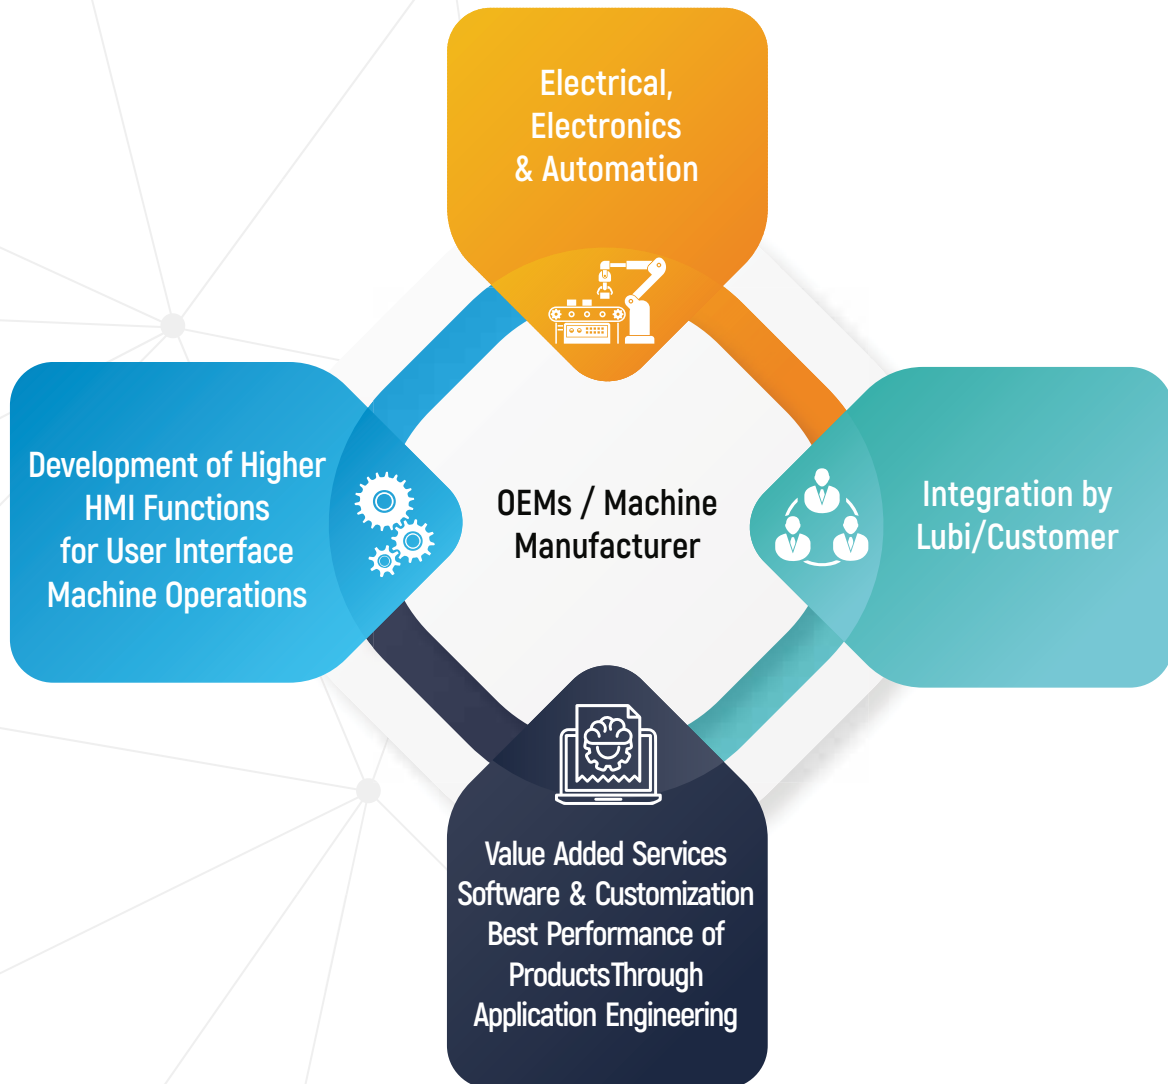 Electrical,
Electronics
& Automation
Development of Higher
HMI Functions
for User Interface
Machine Operations
OEMs / Machine
Manufacturer
Integration by
Lubi/Customer
Value Added Services
Software & Customization
Best Performance of
ProductsThrough
Application Engineering